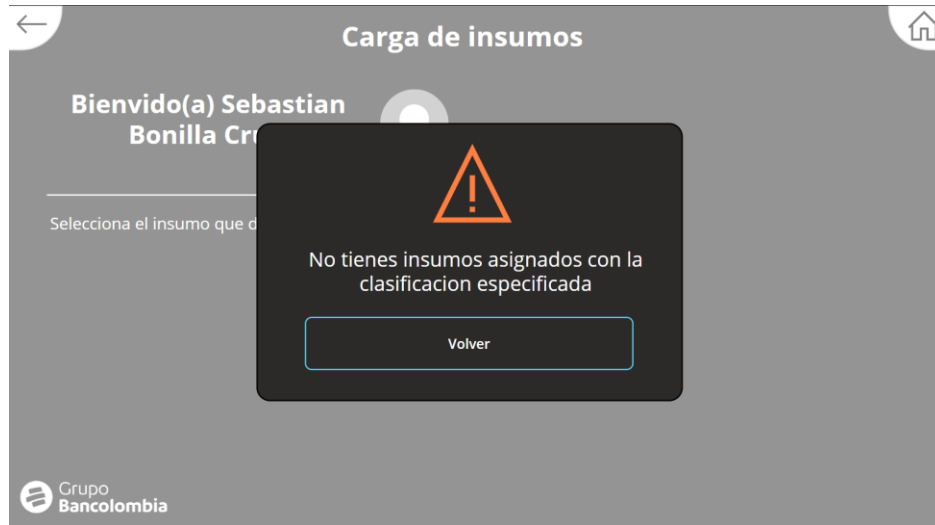 Carga de insumos
Bienvido(a) Sebastian
Bonilla
Selecciona el insumo que
No tienes insumos asignados con la
clasificacion especificada
Volver
Grupo
Bancolombia